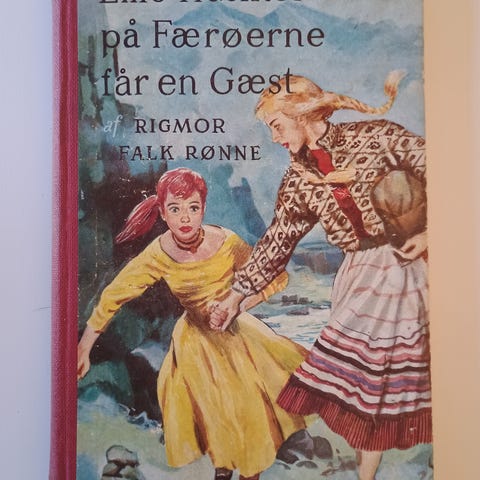 på Færøerne
får en Gæst
af RIGMOR
FALK RØNNE